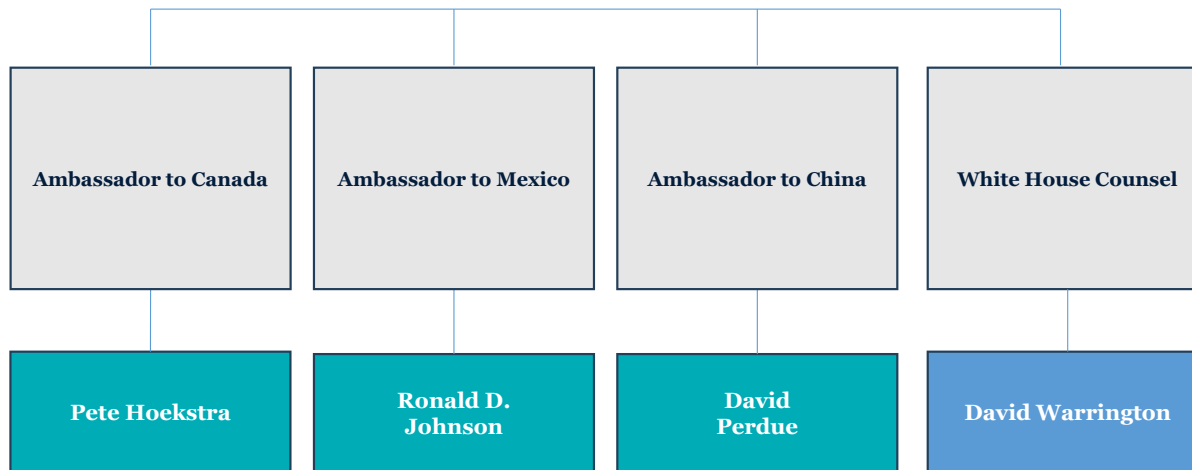 Ambassador to Canada
Ambassador to Mexico
Ambassador to China
White House Counsel
Pete Hoekstra
Ronald D.
Johnson
David
Perdue
David Warrington